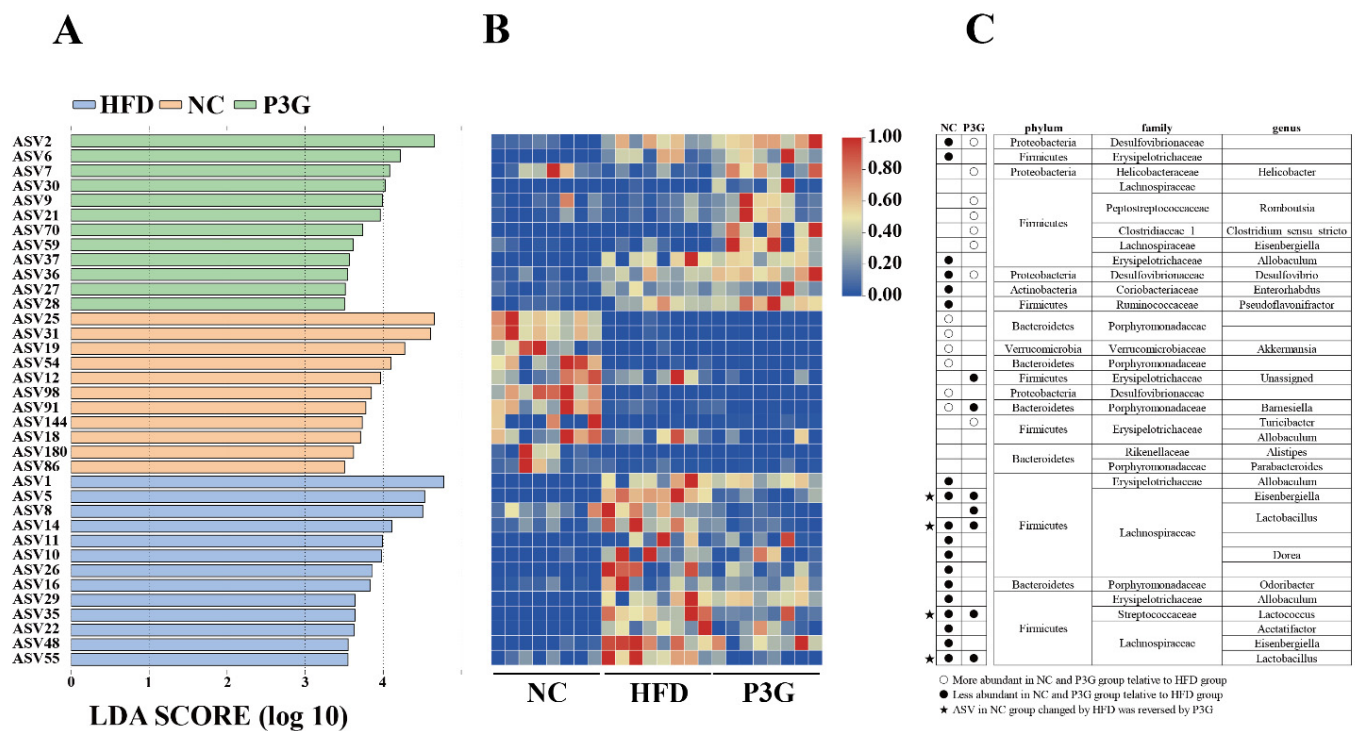 A
B
C
HFD NC P3G
ASV2
ASV6
ASV7
ASV30
ASV9
ASV21
ASV70
ASV59
ASV37
ASV36
ASV27
ASV28
ASV25
ASV31
ASV19
ASV54
ASV12
ASV98
ASV91
ASV144
ASV18
ASV180
ASV86
ASV1
ASV5
ASV8
ASV14
ASV11
ASV10
ASV26
ASV16
ASV29
ASV35
ASV22
ASV48
ASV55
0 1 2 3 4
LDA SCORE (log 10)
1.00
0.80
0.60
0.40
0.20
0.00
NC HFD P3G
NC P3G phylum family genus
● ○ Proteobacteria Desulfovibrionaceae
● Firmicutes Erysipelotrichaceae
○ Proteobacteria Helicobacteraceae Helicobacter
Lachnospiraceae
○
Peptostreptococcaceae Romboutsia
○
Firmicutes
○ Clostridiaceae 1 Clostridium sensu stricto
○ Lachnospiraceae Eisenbergiella
● Erysipelotrichaceae Allobaculum
● ○ Proteobacteria Desulfovibrionaceae Desulfovibrio
● Actinobacteria Coriobacteriaceae Enterorhabdus
● Firmicutes Ruminococcaceae Pseudoflavonifractor
○
Bacteroidetes Porphyromonadaceae
○
○ Verrucomicrobia Verrucomicrobiaceae Akkermansia
○ Bacteroidetes Porphyromonadaceae
● Firmicutes Erysipelotrichaceae Unassigned
○ Proteobacteria Desulfovibrionaceae
○ ● Bacteroidetes Porphyromonadaceae Barnesiella
○ Turicibacter
Firmicutes Erysipelotrichaceae
Allobaculum
Rikenellaceae Alistipes
Bacteroidetes
Porphyromonadaceae Parabacteroides
● Erysipelotrichaceae Allobaculum
★ ● ● Eisenbergiella
●
Lactobacillus
★ ● ●
Firmicutes Lachnospiraceae
●
● Dorea
●
● Bacteroidetes Porphyromonadaceae Odoribacter
● Erysipelotrichaceae Allobaculum
★ ● ● Streptococcaceae Lactococcus
Firmicutes
● Acetatifactor
● Lachnospiraceae Eisenbergiella
★ ● ● Lactobacillus
○ More abundant in NC and P3G group telative to HFD group
● Less abundant in NC and P3G group telative to HFD group
★ ASV in NC group changed by HFD was reversed by P3G